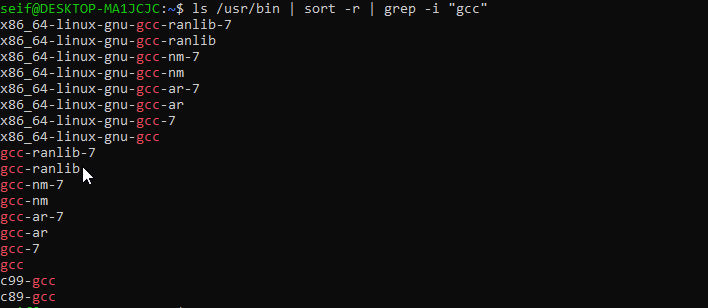 seif@DESKTOP-MA1JCJC:~$ ls /usr/bin | sort -r | grep -i "gcc"
x86_64-linux-gnu-gcc-ranlib-7
x86_64-linux-gnu-gcc-ranlib
x86_64-linux-gnu-gcc-nm-7
x86_64-linux-gnu-gcc-nm
x86_64-linux-gnu-gcc-ar-7
x86_64-linux-gnu-gcc-ar
x86_64-linux-gnu-gcc-7
x86_64-linux-gnu-gcc
gcc-ranlib-7
gcc-ranlib
gcc-nm-7
gcc-nm
gcc-ar-7
gcc-ar
gcc-7
gcc
c99-gcc
c89-gcc